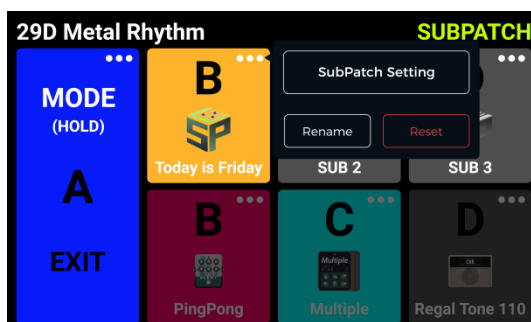 29D Metal Rhythm
SUBPATCH
MODE
(HOLD)
A
EXIT
B
SP
Today is Friday
SubPatch Setting
Rename
Reset
SUB 2
SUB 3
B
PingPong
C
Multiple
Multiple
D
Regal Tone 110